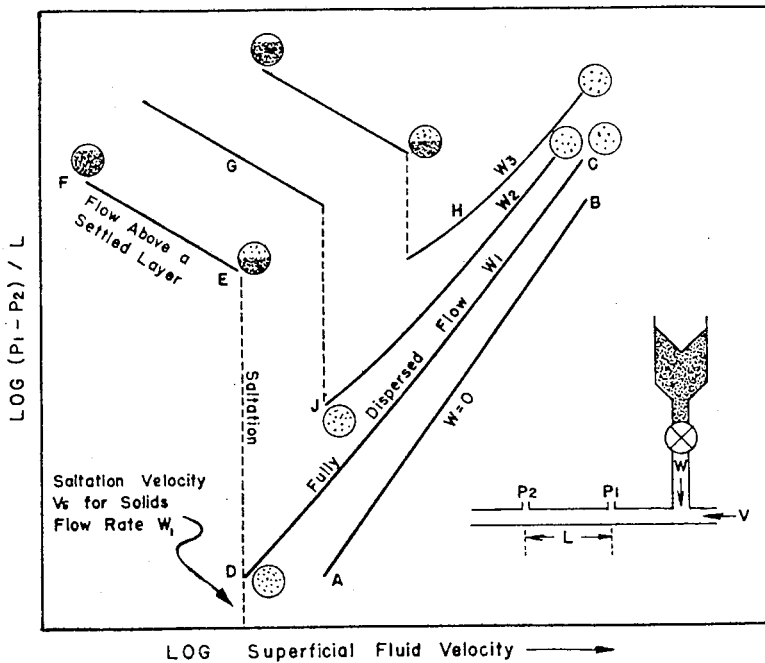 LOG (P1 - P2) / L
F
Flow Above a
Settled Layer
E
G
H
W3
W2
C
B
W1
Fully Dispersed Flow
W=0
J
Saltation
Saltation Velocity
Vs for Solids
Flow Rate W1
D
A
W
P2
P1
V
L
LOG Superficial Fluid Velocity